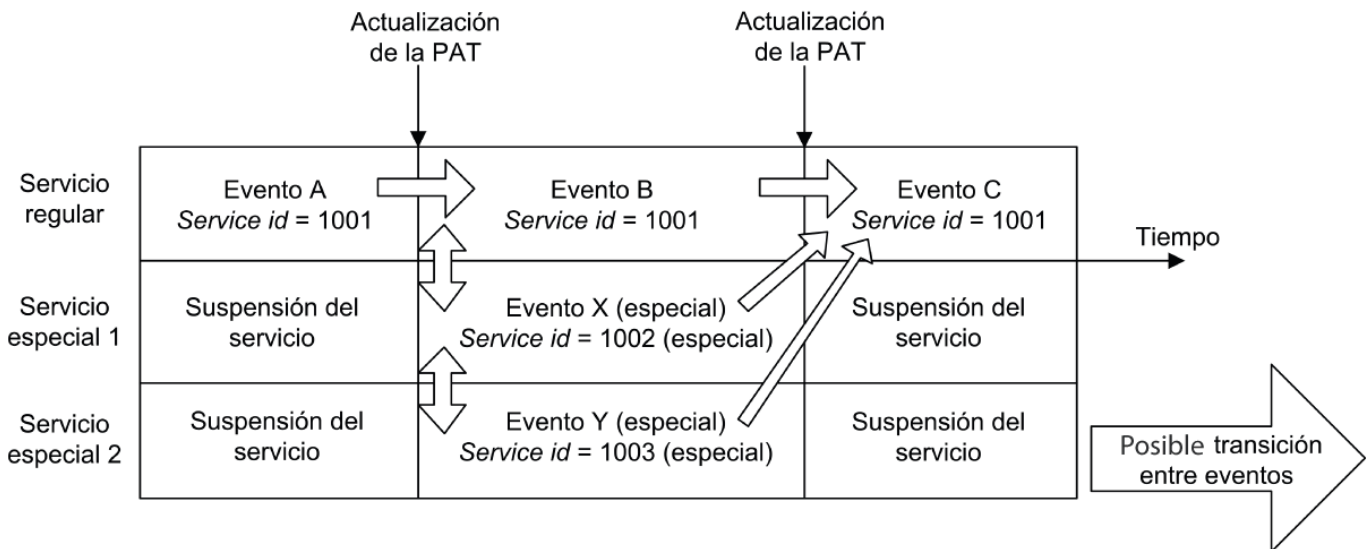 Actualización
de la PAT
Actualización
de la PAT
Servicio
regular
Evento A
Service id = 1001
Evento B
Service id = 1001
Evento C
Service id = 1001
Tiempo
Servicio
especial 1
Suspensión del
servicio
Evento X (especial)
Service id = 1002 (especial)
Suspensión del
servicio
Servicio
especial 2
Suspensión del
servicio
Evento Y (especial)
Service id = 1003 (especial)
Suspensión del
servicio
Posible transición
entre eventos